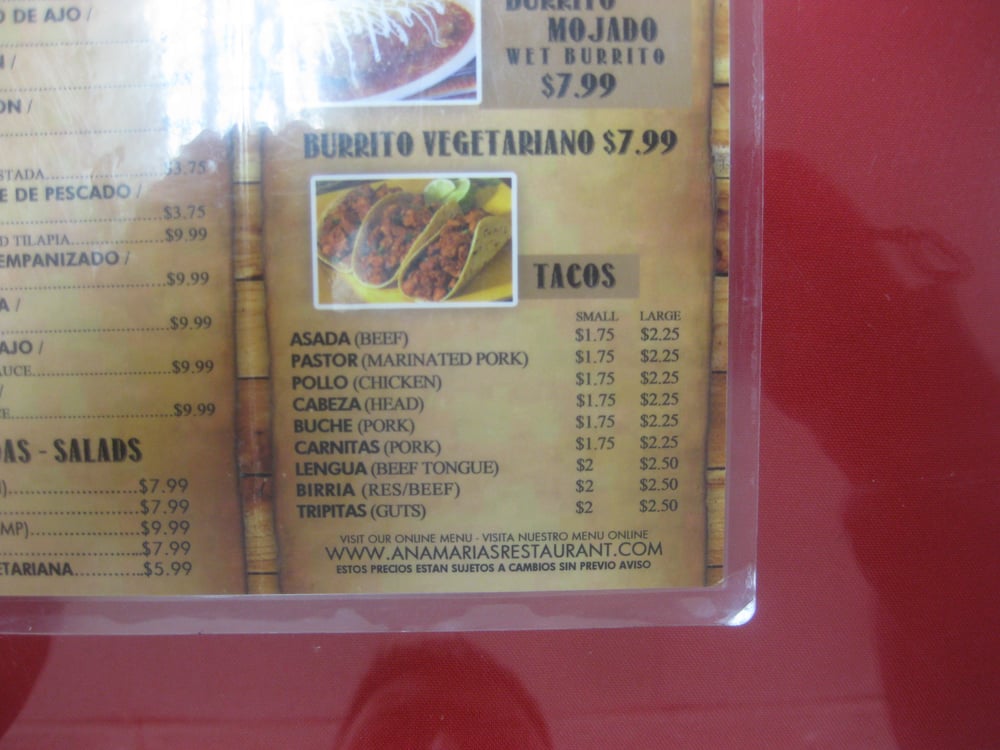 O DE AJO /
N /
ON /
STADA....................$3.75
E DE PESCADO /
....................$3.75
D TILAPIA....................$9.99
EMPANIZADO /
....................$9.99
A /
....................$9.99
AJO /
AUCE....................$9.99
/
....................$9.99
AS - SALADS
....................$7.99
....................$7.99
MP)....................$9.99
....................$7.99
ETARIANA............$5.99
BURRITO
MOJADO
WET BURRITO
$7.99
BURRITO VEGETARIANO $7.99
TACOS
SMALL LARGE
ASADA (BEEF) $1.75 $2.25
PASTOR (MARINATED PORK) $1.75 $2.25
POLLO (CHICKEN) $1.75 $2.25
CABEZA (HEAD) $1.75 $2.25
BUCHE (PORK) $1.75 $2.25
CARNITAS (PORK) $1.75 $2.25
LENGUA (BEEF TONGUE) $2 $2.50
BIRRIA (RES/BEEF) $2 $2.50
TRIPITAS (GUTS) $2 $2.50
VISIT OUR ONLINE MENU - VISITA NUESTRO MENU ONLINE
WWW.ANAMARIASRESTAURANT.COM
ESTOS PRECIOS ESTAN SUJETOS A CAMBIOS SIN PREVIO AVISO